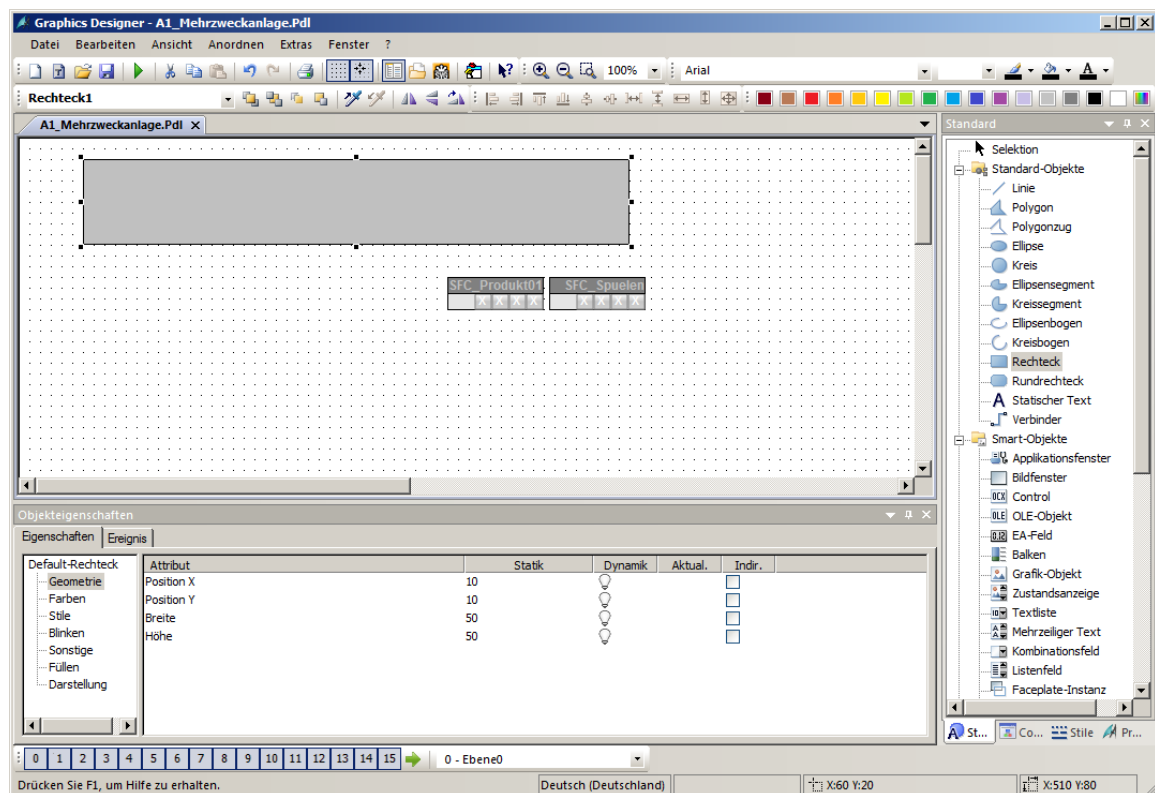 Graphics Designer - A1_Mehrzweckanlage.Pdl
Datei Bearbeiten Ansicht Anordnen Extras Fenster ?
100% Arial
Rechteck1
A1_Mehrzweckanlage.Pdl X
SFC_Produkt01 SFC_Spuelen
X X X X X X X X
Standard
Selektion
Standard-Objekte
Linie
Polygon
Polygonzug
Ellipse
Kreis
Ellipsensegment
Kreissegment
Ellipsenbogen
Kreisbogen
Rechteck
Rundrechteck
A Statischer Text
Verbinder
Smart-Objekte
Applikationsfenster
Bildfenster
OCX Control
OLE OLE-Objekt
0.12 EA-Feld
Balken
Grafik-Objekt
Zustandsanzeige
Textliste
Mehrzeiliger Text
Kombinationsfeld
Listenfeld
Faceplate-Instanz
St... Co... Stile Pr...
Objekteigenschaften
Eigenschaften Ereignis
Default-Rechteck
Geometrie
Farben
Stile
Blinken
Sonstige
Füllen
Darstellung
Attribut Statik Dynamik Aktual. Indir.
Position X 10
Position Y 10
Breite 50
Höhe 50
0 1 2 3 4 5 6 7 8 9 10 11 12 13 14 15 0 - Ebene0
Drücken Sie F1, um Hilfe zu erhalten. Deutsch (Deutschland) X:60 Y:20 X:510 Y:80